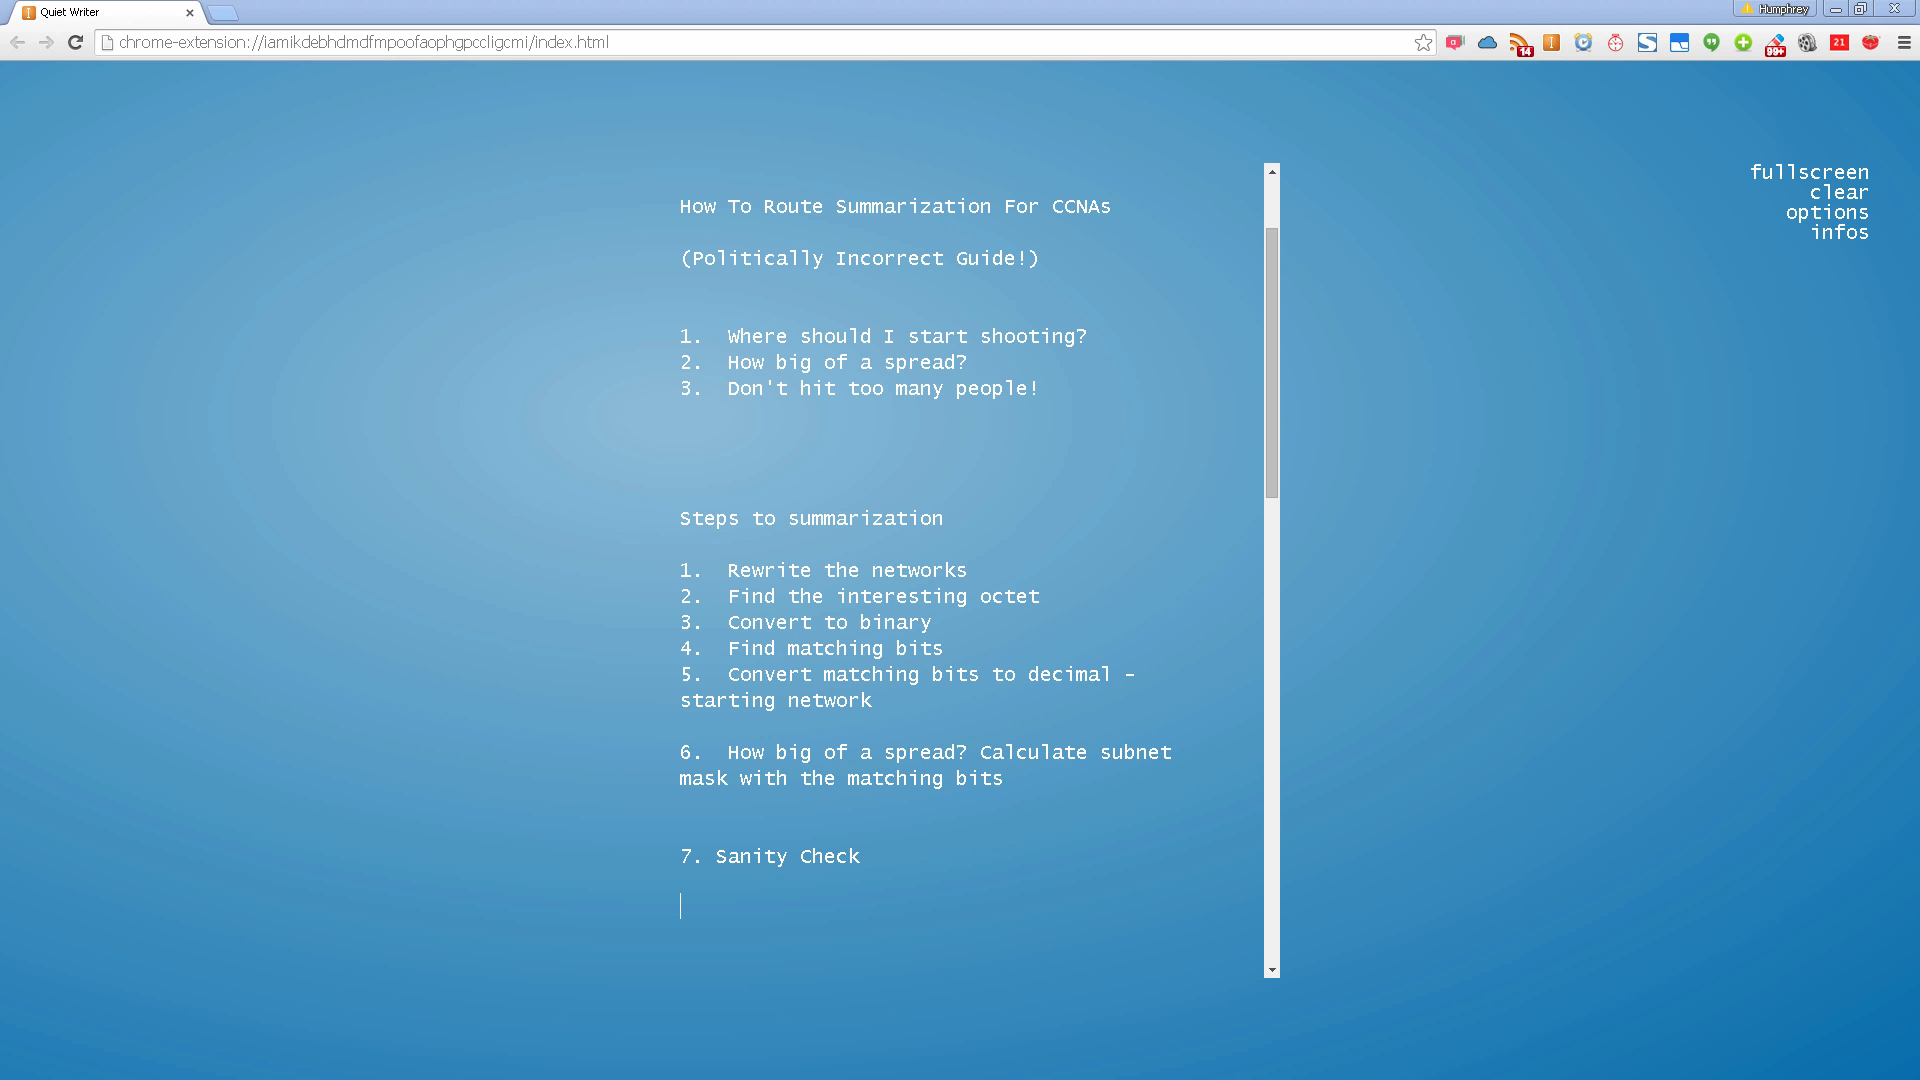 Quiet Writer
Humphrey
chrome-extension://iamikdebhdmdfmpoofaophgpccligcmi/index.html
14
99+
21
fullscreen
clear
options
infos
How To Route Summarization For CCNAs
(Politically Incorrect Guide!)
1. Where should I start shooting?
2. How big of a spread?
3. Don't hit too many people!
Steps to summarization
1. Rewrite the networks
2. Find the interesting octet
3. Convert to binary
4. Find matching bits
5. Convert matching bits to decimal -
starting network
6. How big of a spread? Calculate subnet
mask with the matching bits
7. Sanity Check